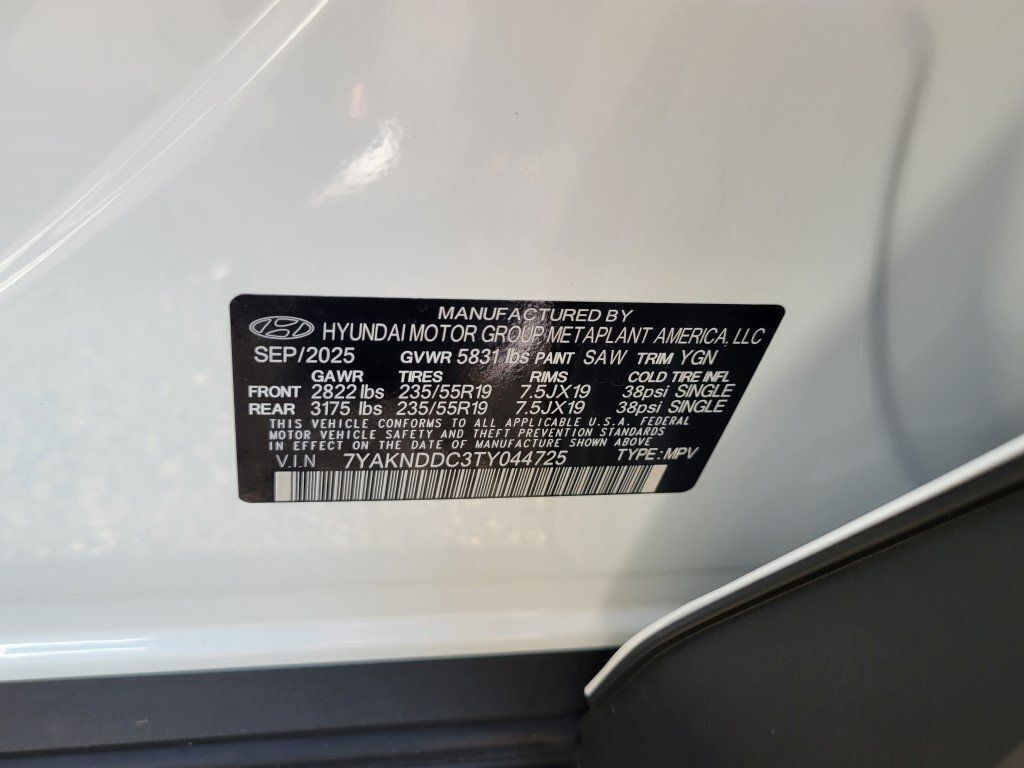 MANUFACTURED BY
HYUNDAI MOTOR GROUP METAPLANT AMERICA, LLC
SEP/2025 GVWR 5831 lbs PAINT SAW TRIM YGN
GAWR TIRES RIMS COLD TIRE INFL
FRONT 2822 lbs 235/55R19 7.5JX19 38psi SINGLE
REAR 3175 lbs 235/55R19 7.5JX19 38psi SINGLE
THIS VEHICLE CONFORMS TO ALL APPLICABLE U.S.A. FEDERAL
MOTOR VEHICLE SAFETY AND THEFT PREVENTION STANDARDS
IN EFFECT ON THE DATE OF MANUFACTURE SHOWN ABOVE
V.I.N 7YAKNDDC3TY044725 TYPE:MPV